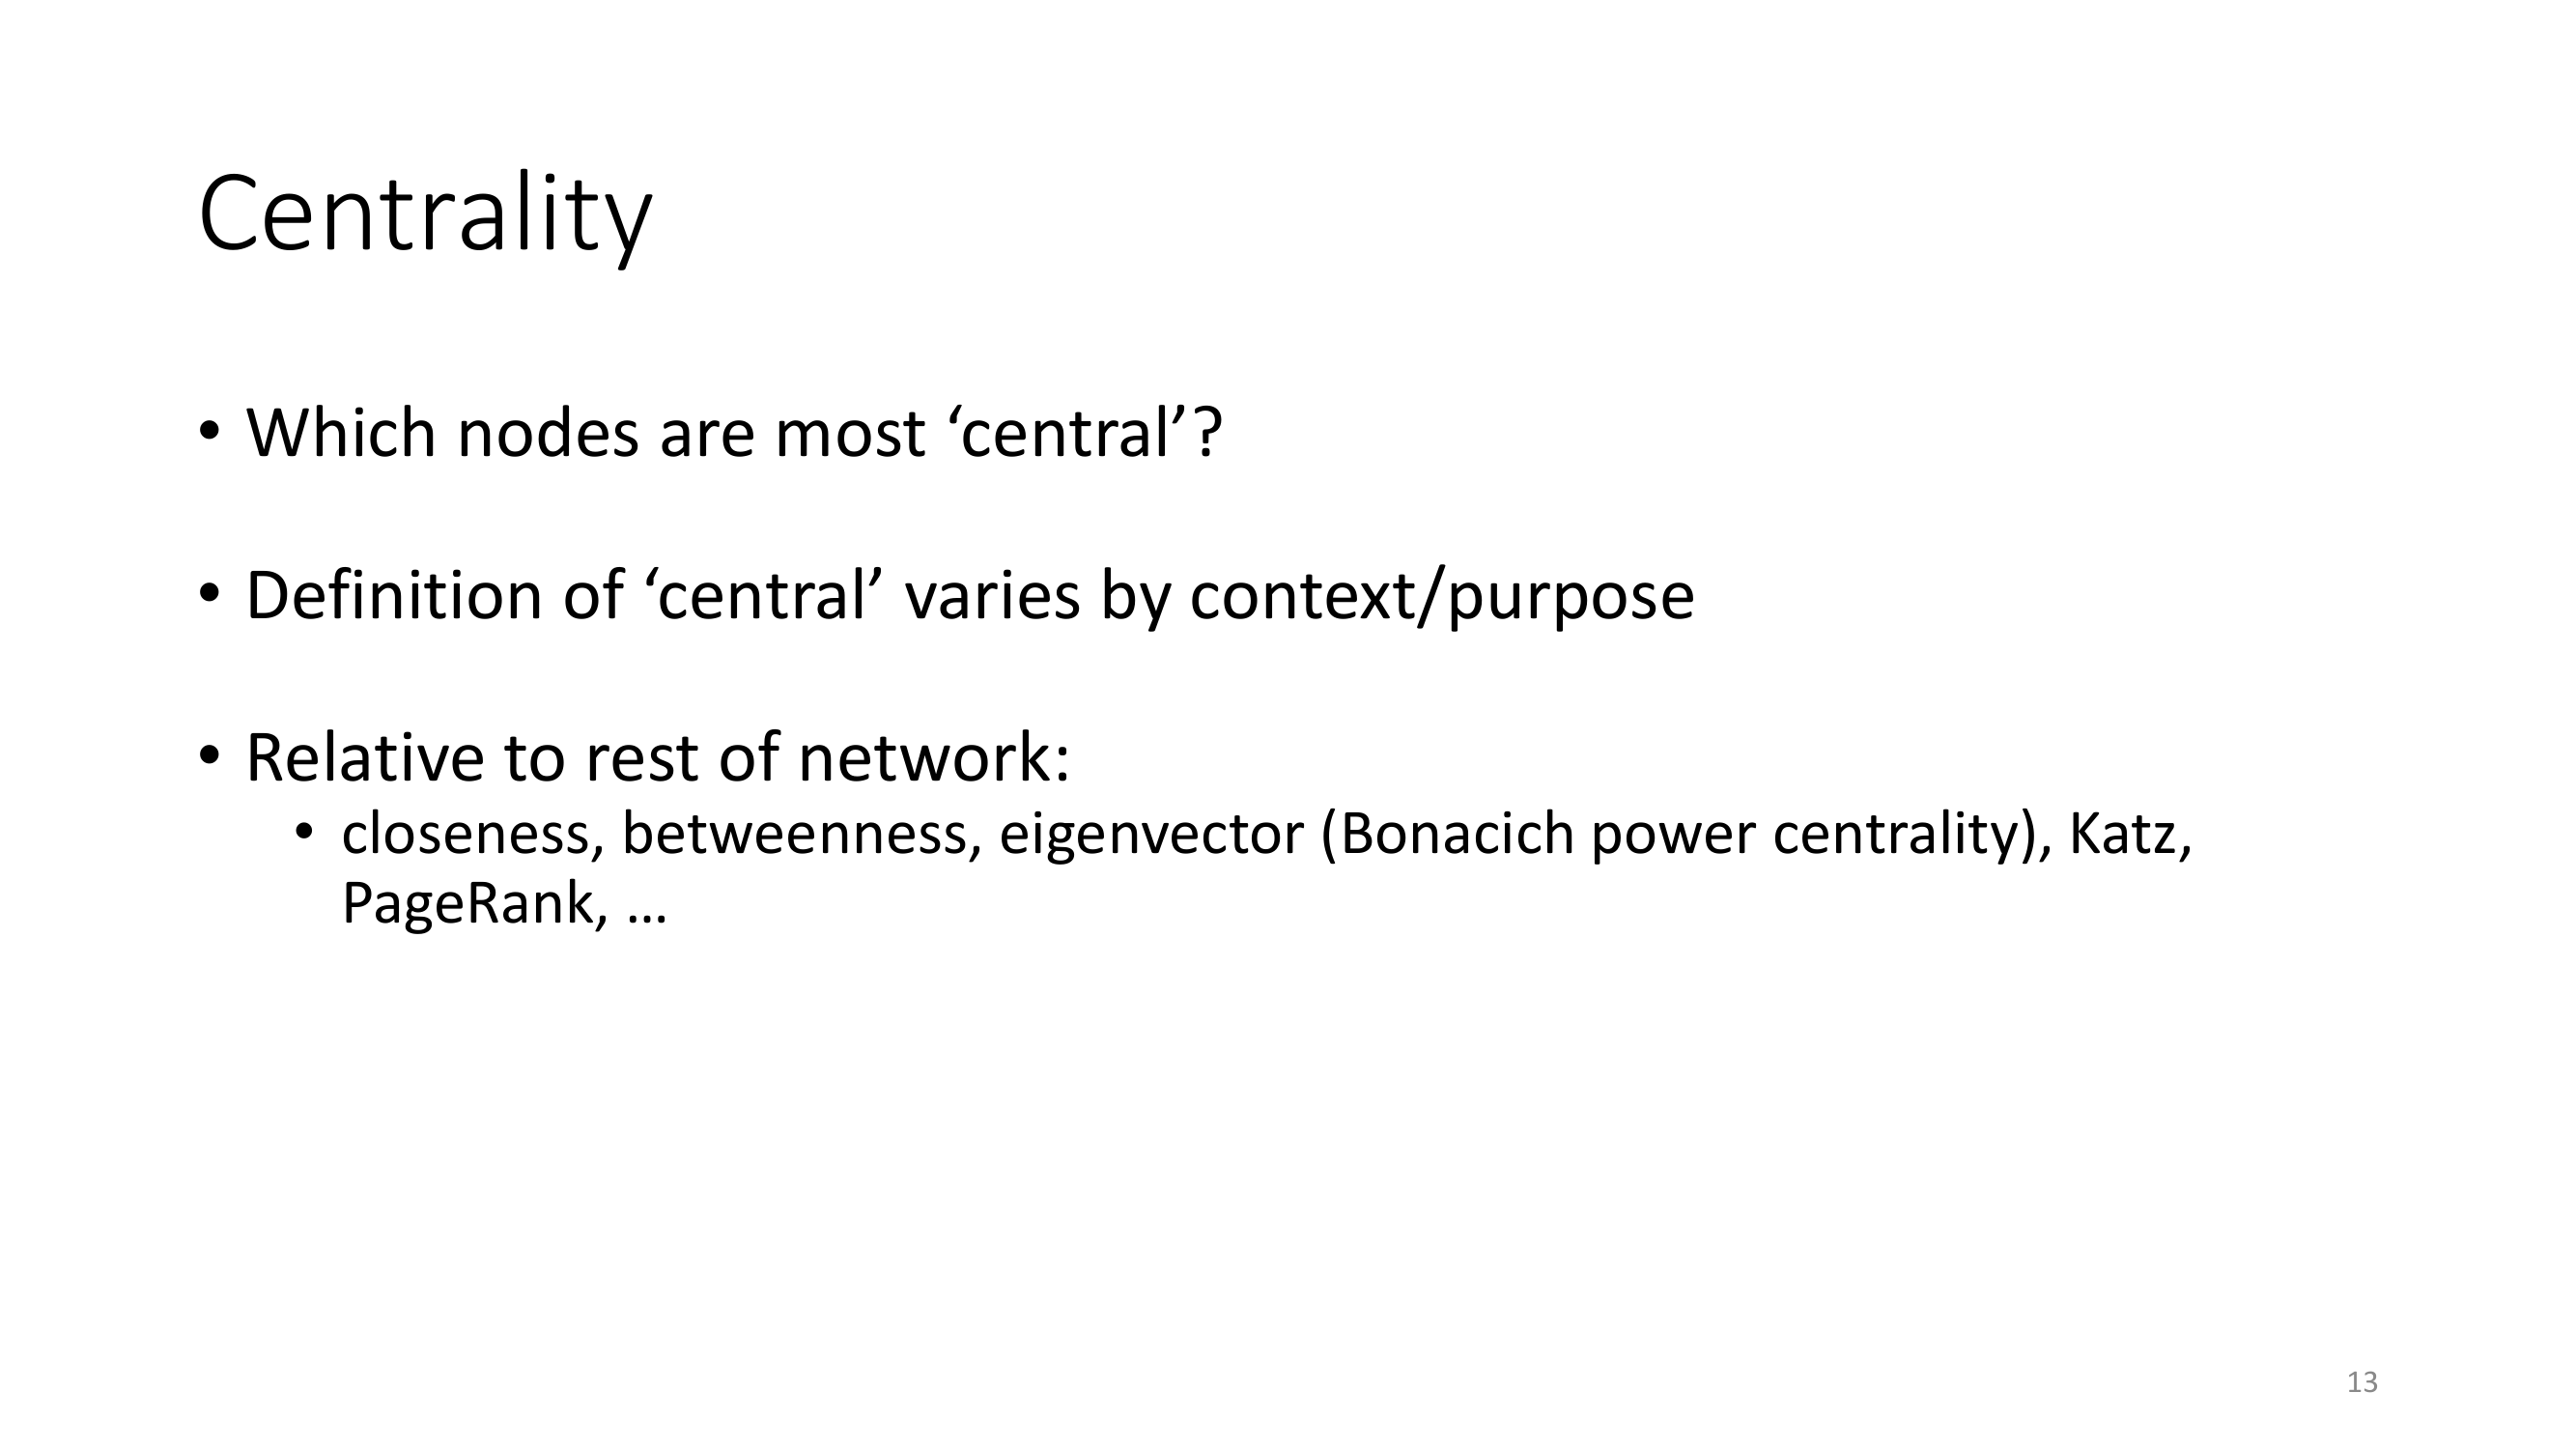 Centrality
• Which nodes are most ‘central’?
• Definition of ‘central’ varies by context/purpose
• Relative to rest of network:
• closeness, betweenness, eigenvector (Bonacich power centrality), Katz,
PageRank, …
13